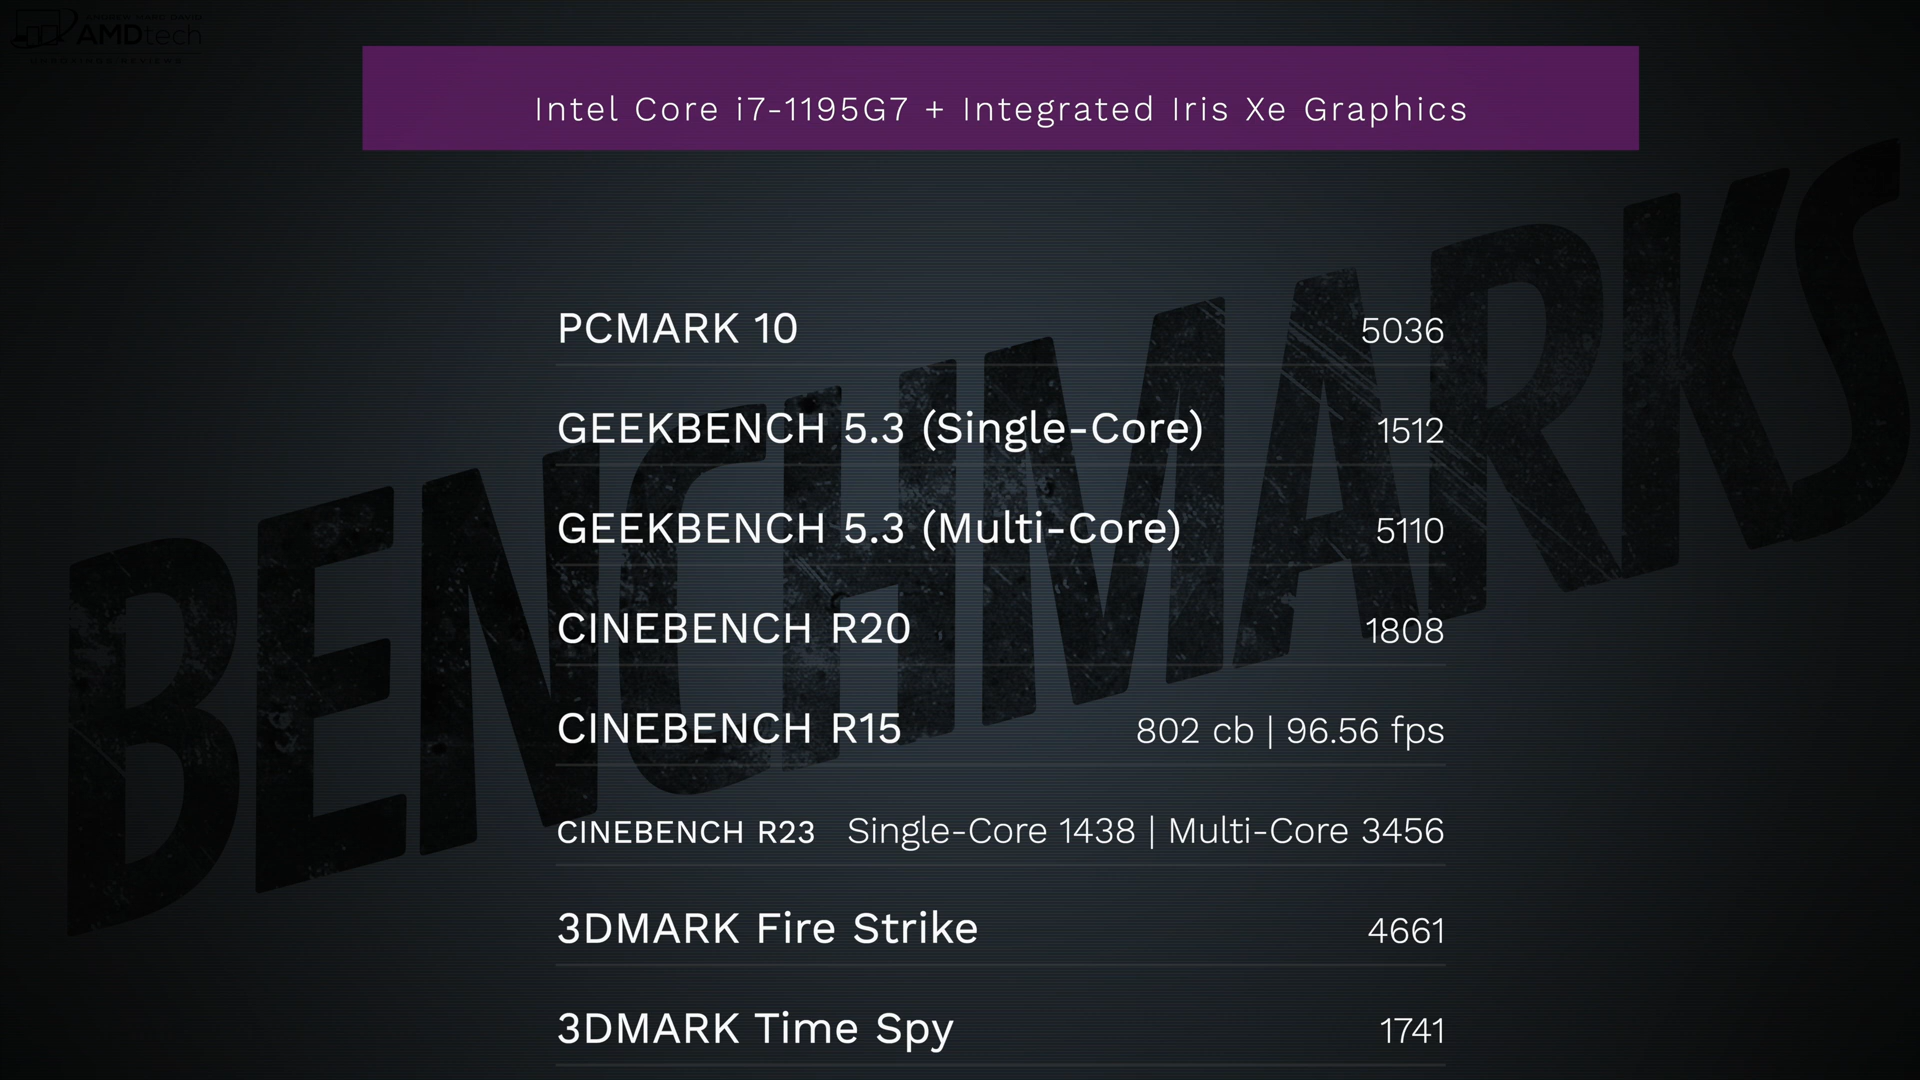 AMDtech
UNBOXINGS REVIEWS
Intel Core i7-1195G7 + Integrated Iris Xe Graphics
BENCHMARKS
PCMARK 10 5036
GEEKBENCH 5.3 (Single-Core) 1512
GEEKBENCH 5.3 (Multi-Core) 5110
CINEBENCH R20 1808
CINEBENCH R15 802 cb | 96.56 fps
CINEBENCH R23 Single-Core 1438 | Multi-Core 3456
3DMARK Fire Strike 4661
3DMARK Time Spy 1741